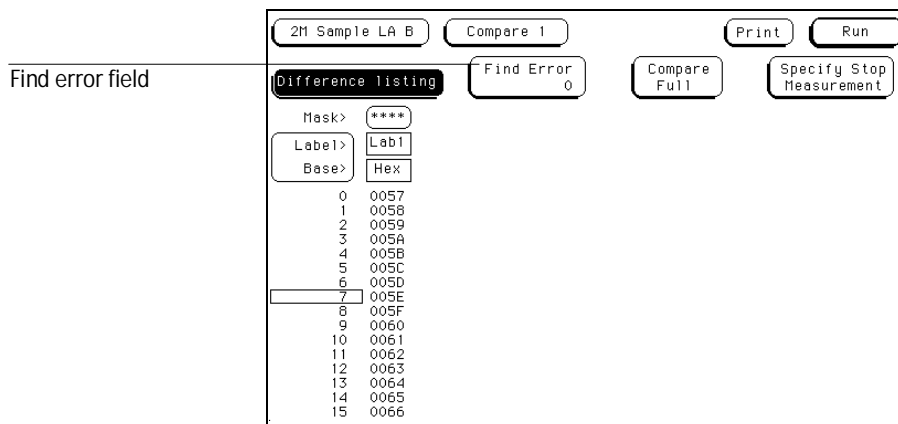 2M Sample LA B Compare 1 Print Run
Find error field
Difference listing
Find Error
0
Compare
Full
Specify Stop
Measurement
Mask> ****
Label> Lab1
Base> Hex
0 0057
1 0058
2 0059
3 005A
4 005B
5 005C
6 005D
7 005E
8 005F
9 0060
10 0061
11 0062
12 0063
13 0064
14 0065
15 0066